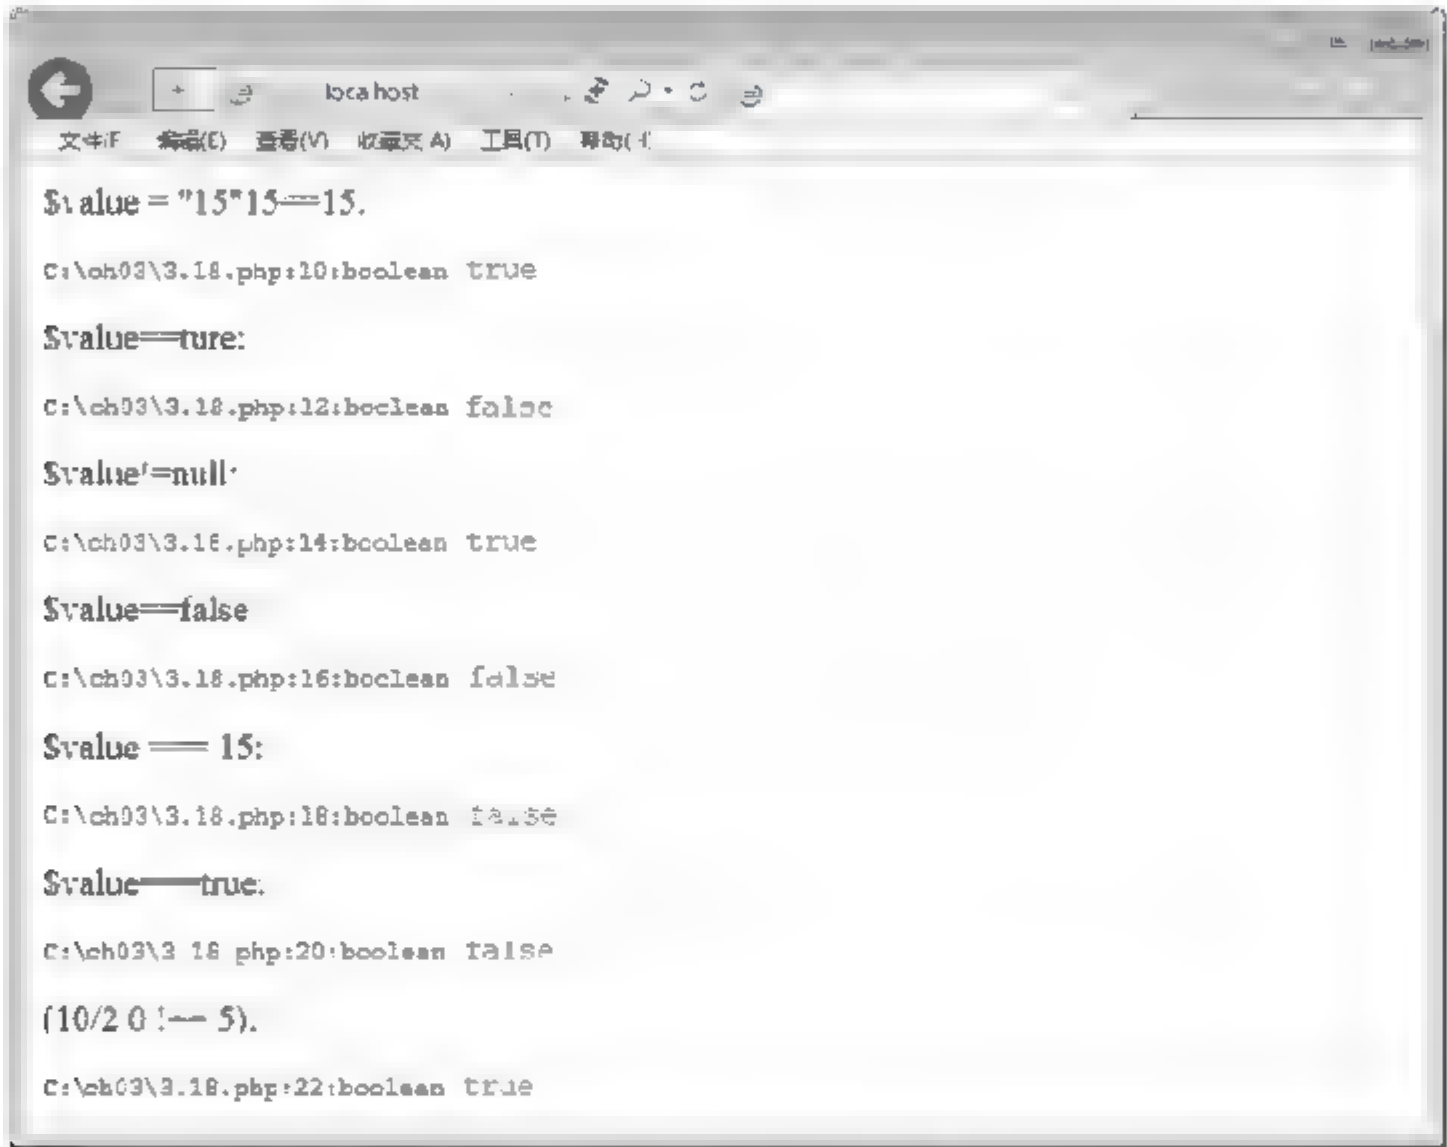 locahost
文件F 编辑(E) 查看(V) 收藏夹 A) 工具(T) 帮助(H
$value = "15"15==15.
C:\ch03\3.18.php:10:boolean true
$value==ture:
C:\ch03\3.18.php:12:boolean false
$value!=null:
C:\ch03\3.18.php:14:boolean true
$value==false
C:\ch03\3.18.php:16:boolean false
$value === 15:
C:\ch03\3.18.php:18:boolean false
$value===true:
C:\ch03\3 18 php:20:boolean false
(10/2 0 !== 5).
C:\ch03\3.18.php:22:boolean true